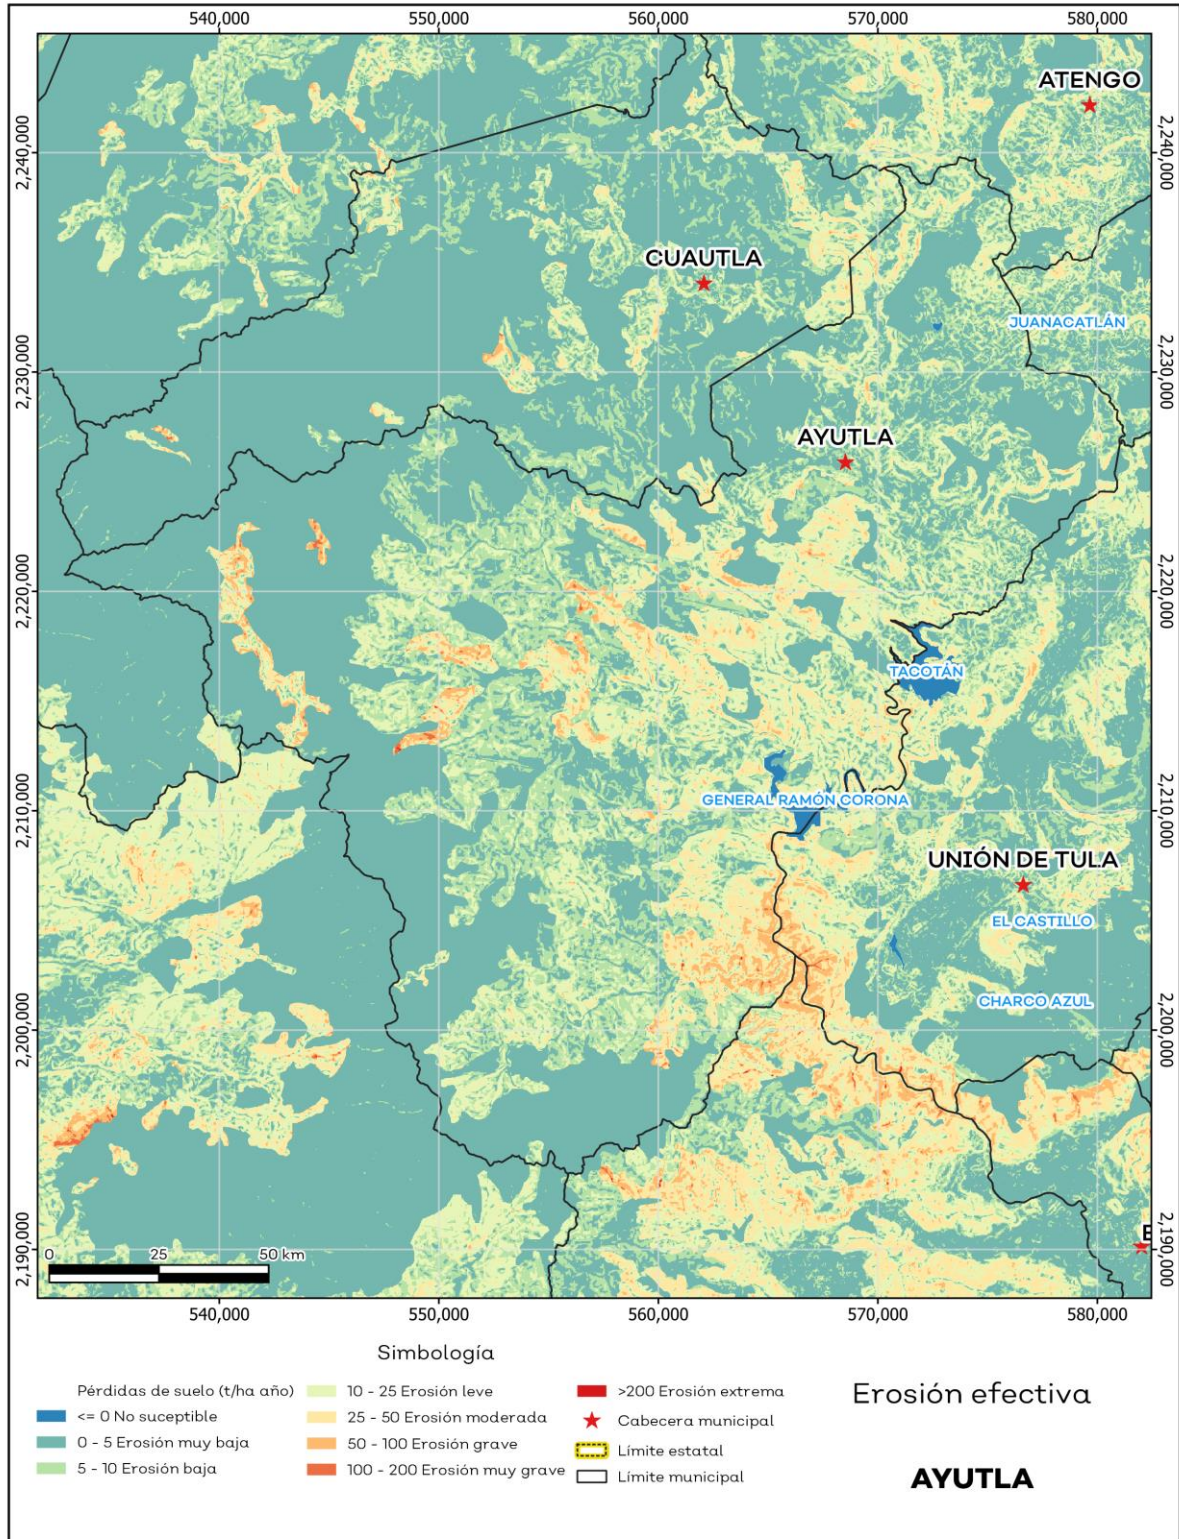 540,000 550,000 560,000 570,000 580,000
ATENGO
2,240,000 2,240,000
CUAUTLA
JUANACATLÁN
2,230,000 2,230,000
AYUTLA
2,220,000 2,220,000
TACOTÁN
GENERAL RAMÓN CORONA
2,210,000 2,210,000
UNIÓN DE TULA
EL CASTILLO
CHARCO AZUL
2,200,000 2,200,000
E
2,190,000 2,190,000
0 25 50 km
540,000 550,000 560,000 570,000 580,000
Simbología
Pérdidas de suelo (t/ha año)
<= 0 No suceptible
0 - 5 Erosión muy baja
5 - 10 Erosión baja
10 - 25 Erosión leve
25 - 50 Erosión moderada
50 - 100 Erosión grave
100 - 200 Erosión muy grave
>200 Erosión extrema
Cabecera municipal
Límite estatal
Límite municipal
Erosión efectiva
AYUTLA